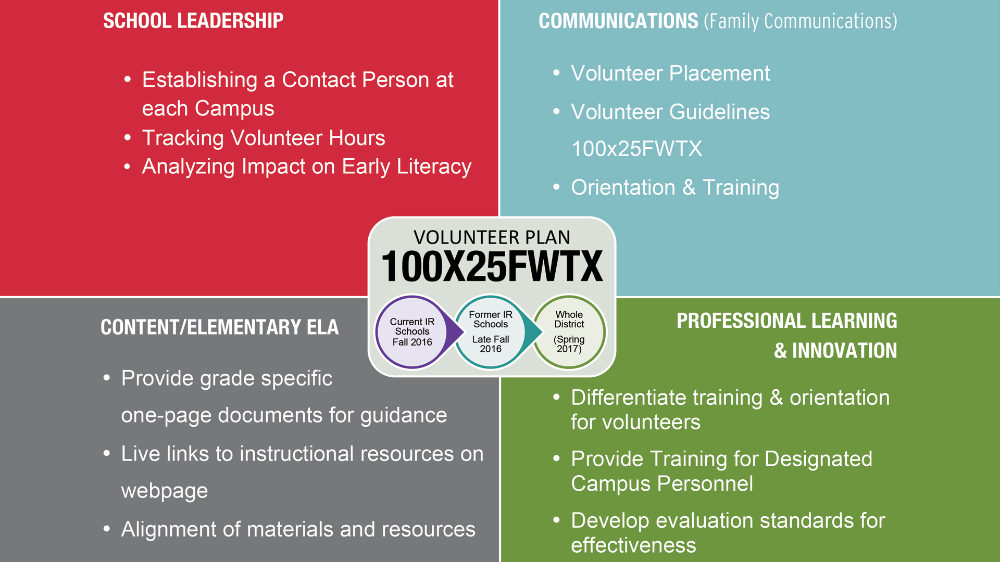 SCHOOL LEADERSHIP
• Establishing a Contact Person at
each Campus
• Tracking Volunteer Hours
• Analyzing Impact on Early Literacy
COMMUNICATIONS (Family Communications)
• Volunteer Placement
• Volunteer Guidelines
100x25FWTX
• Orientation & Training
VOLUNTEER PLAN
100X25FWTX
Current IR
Schools
Fall 2016
Former IR
Schools
Late Fall
2016
Whole
District
(Spring
2017)
CONTENT/ELEMENTARY ELA
• Provide grade specific
one-page documents for guidance
• Live links to instructional resources on
webpage
• Alignment of materials and resources
PROFESSIONAL LEARNING
& INNOVATION
• Differentiate training & orientation
for volunteers
• Provide Training for Designated
Campus Personnel
• Develop evaluation standards for
effectiveness